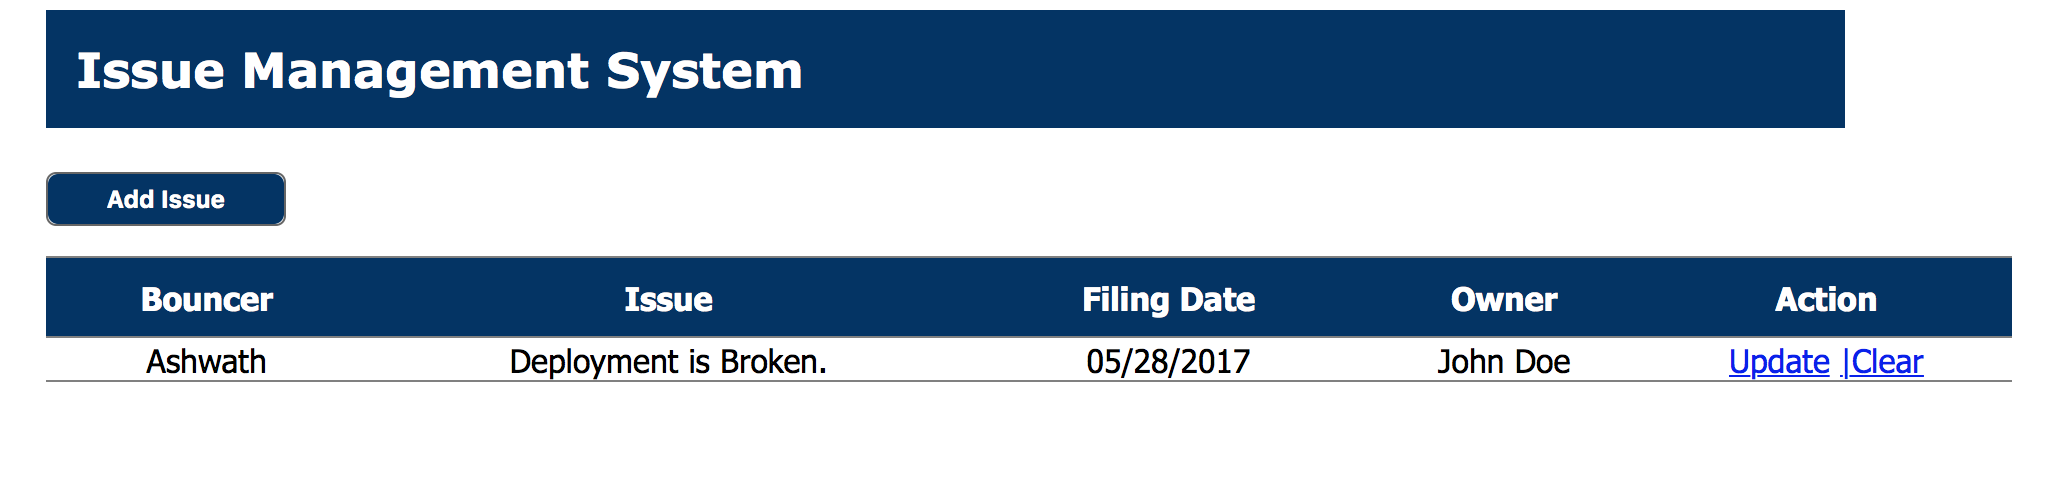 Issue Management System
Add Issue
Bouncer Issue Filing Date Owner Action
Ashwath Deployment is Broken. 05/28/2017 John Doe Update |Clear